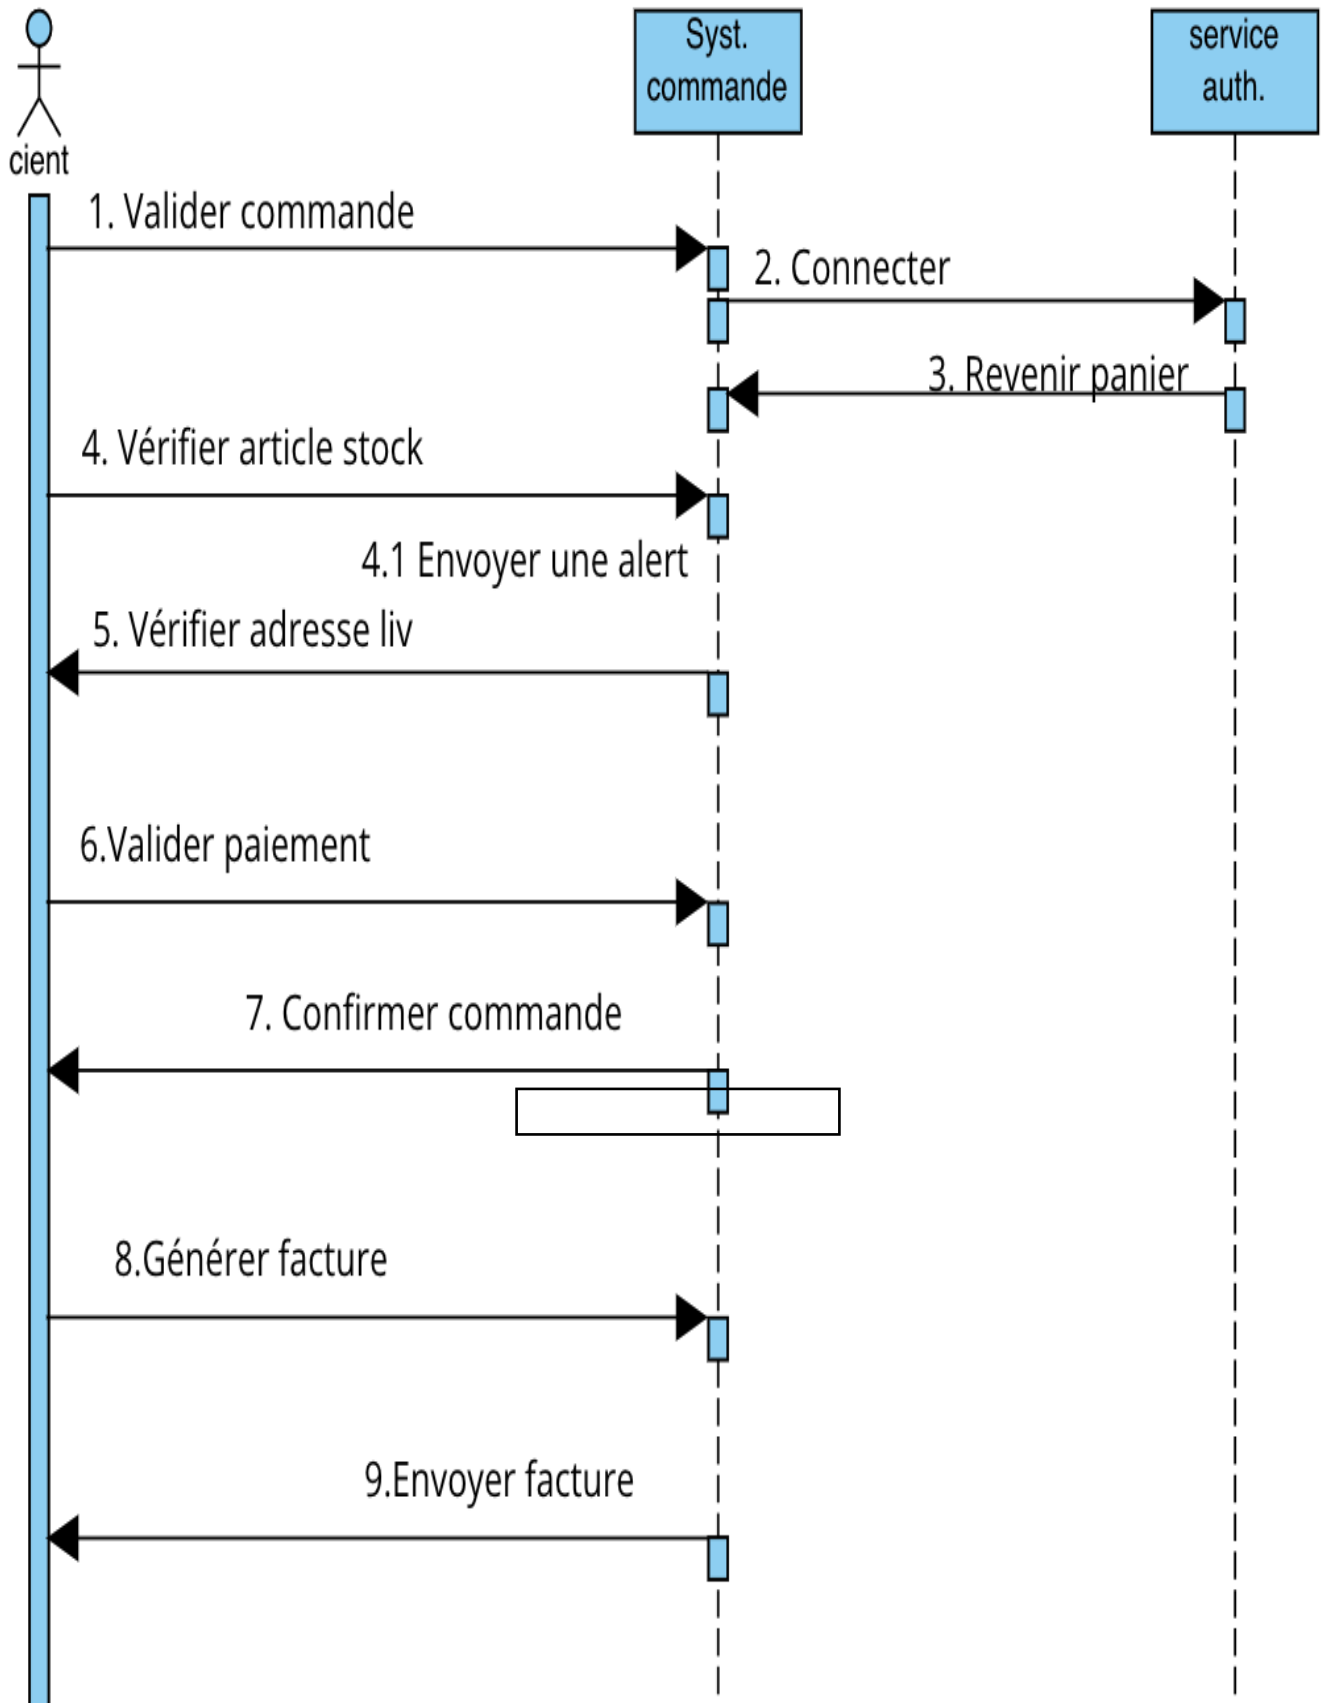 Syst.
commande
service
auth.
cient
1. Valider commande
2. Connecter
3. Revenir panier
4. Vérifier article stock
4.1 Envoyer une alert
5. Vérifier adresse liv
6.Valider paiement
7. Confirmer commande
8.Générer facture
9.Envoyer facture